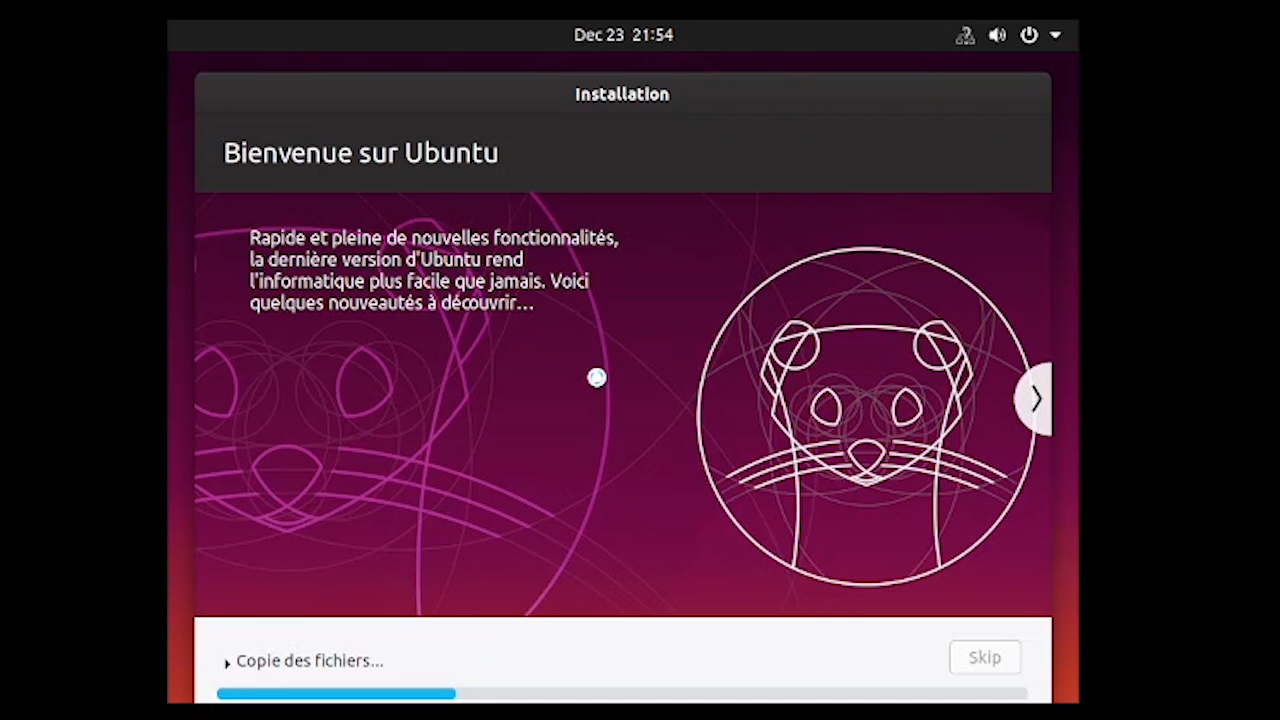 Dec 23 21:54
Installation
Bienvenue sur Ubuntu
Rapide et pleine de nouvelles fonctionnalités,
la dernière version d'Ubuntu rend
l'informatique plus facile que jamais. Voici
quelques nouveautés à découvrir...
Copie des fichiers...
Skip